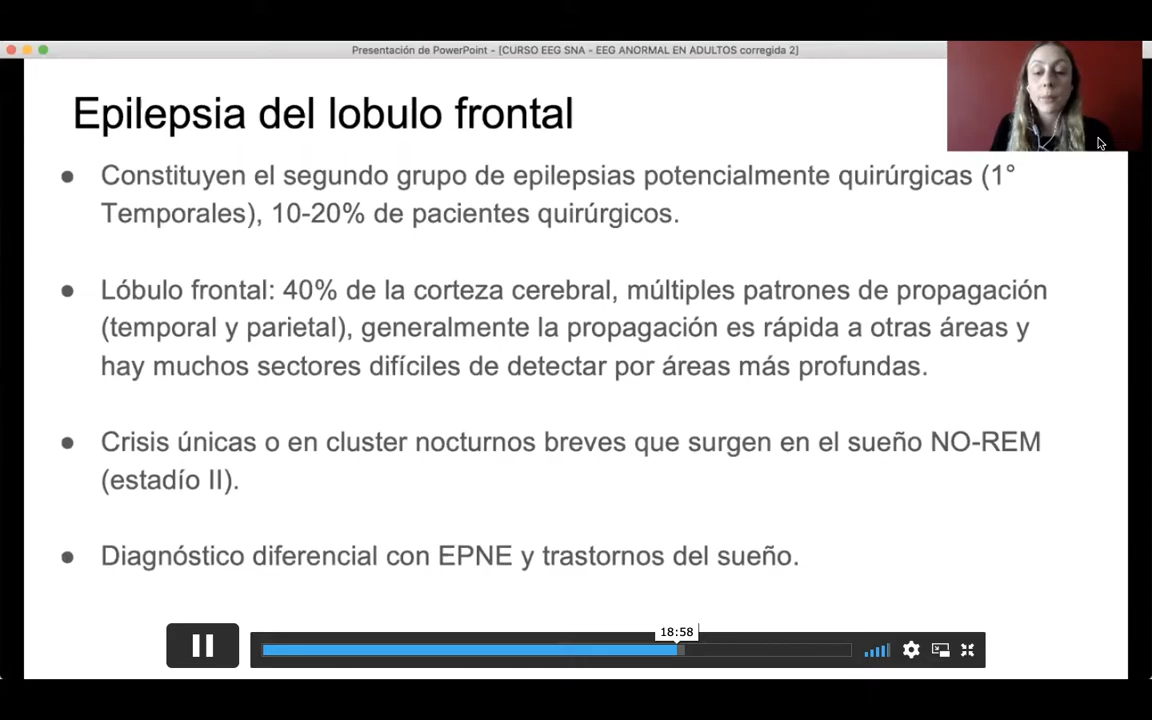 Presentación de PowerPoint - [CURSO EEG SNA - EEG ANORMAL EN ADULTOS corregida 2]
Epilepsia del lobulo frontal
● Constituyen el segundo grupo de epilepsias potencialmente quirúrgicas (1°
Temporales), 10-20% de pacientes quirúrgicos.
● Lóbulo frontal: 40% de la corteza cerebral, múltiples patrones de propagación
(temporal y parietal), generalmente la propagación es rápida a otras áreas y
hay muchos sectores difíciles de detectar por áreas más profundas.
● Crisis únicas o en cluster nocturnos breves que surgen en el sueño NO-REM
(estadío II).
● Diagnóstico diferencial con EPNE y trastornos del sueño.
18:58